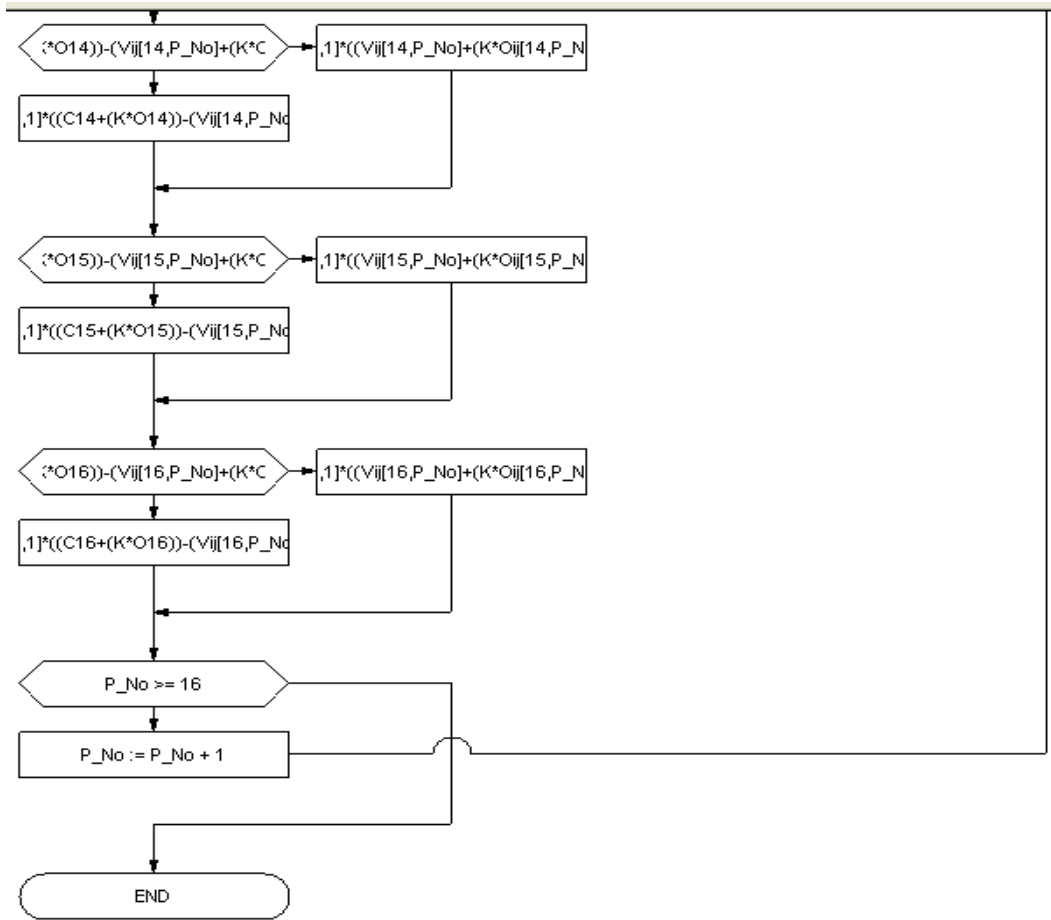 *O14))-(Vij[14,P_No]+(K*
,1]*((Vij[14,P_No]+(K*Oij[14,P_N
,1]*((C14+(K*O14))-(Vij[14,P_No
*O15))-(Vij[15,P_No]+(K*
,1]*((Vij[15,P_No]+(K*Oij[15,P_N
,1]*((C15+(K*O15))-(Vij[15,P_No
*O16))-(Vij[16,P_No]+(K*
,1]*((Vij[16,P_No]+(K*Oij[16,P_N
,1]*((C16+(K*O16))-(Vij[16,P_No
P_No >= 16
P_No := P_No + 1
END